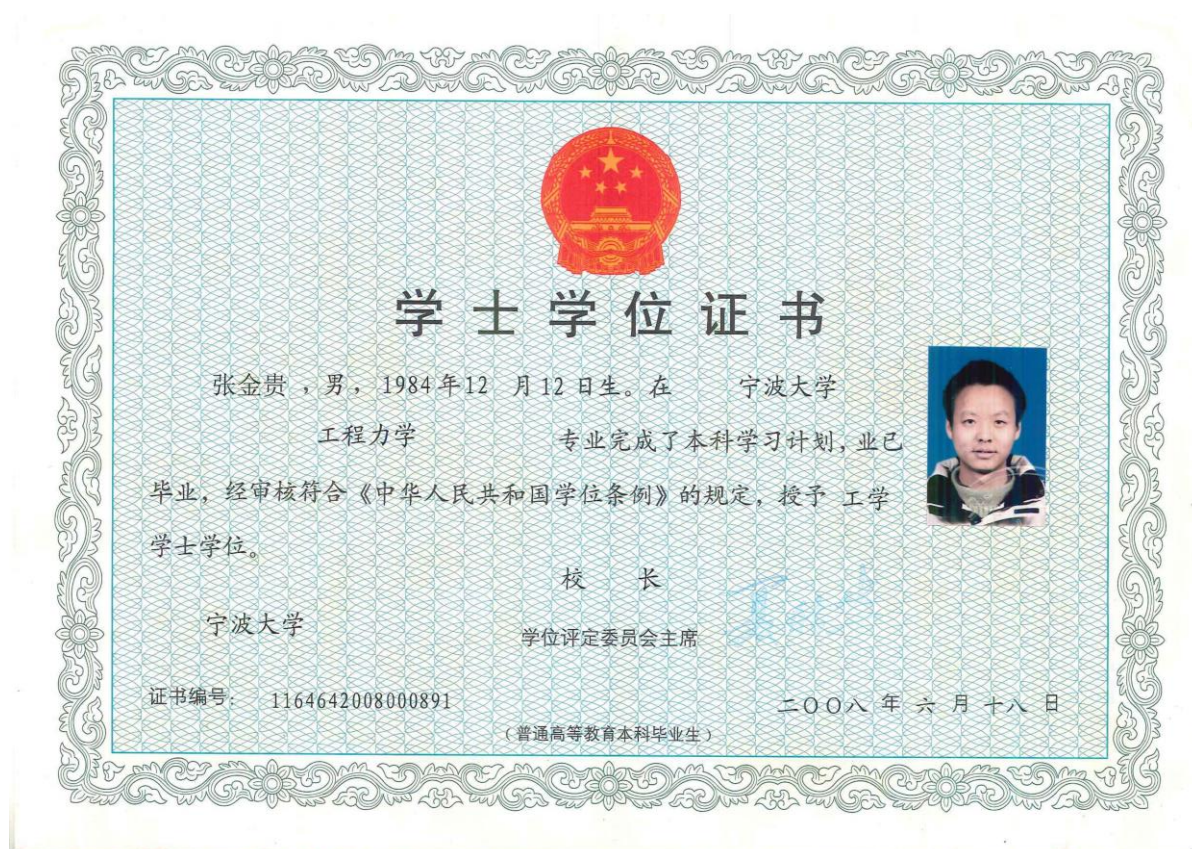 学士学位证书
张金贵，男，1984年12 月12日生。在 宁波大学
工程力学 专业完成了本科学习计划，业已
毕业，经审核符合《中华人民共和国学位条例》的规定，授予 工学
学士学位。
校 长
宁波大学
学位评定委员会主席
证书编号： 1164642008000891
二〇〇八 年 六 月 十八 日
（普通高等教育本科毕业生）